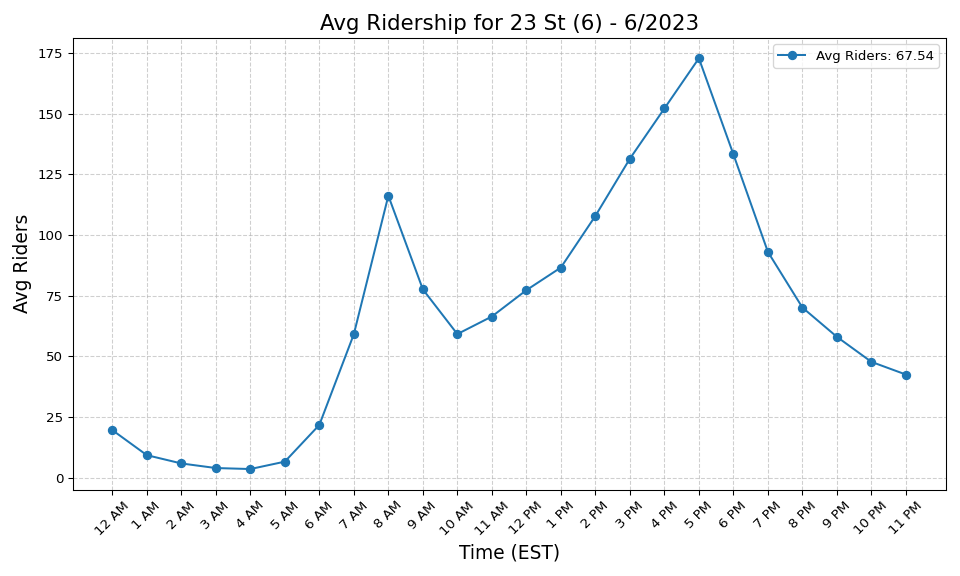 Avg Ridership for 23 St (6) - 6/2023
Avg Riders: 67.54
Avg Riders
175
150
125
100
75
50
25
0
12 AM
1 AM
2 AM
3 AM
4 AM
5 AM
6 AM
7 AM
8 AM
9 AM
10 AM
11 AM
12 PM
1 PM
2 PM
3 PM
4 PM
5 PM
6 PM
7 PM
8 PM
9 PM
10 PM
11 PM
Time (EST)